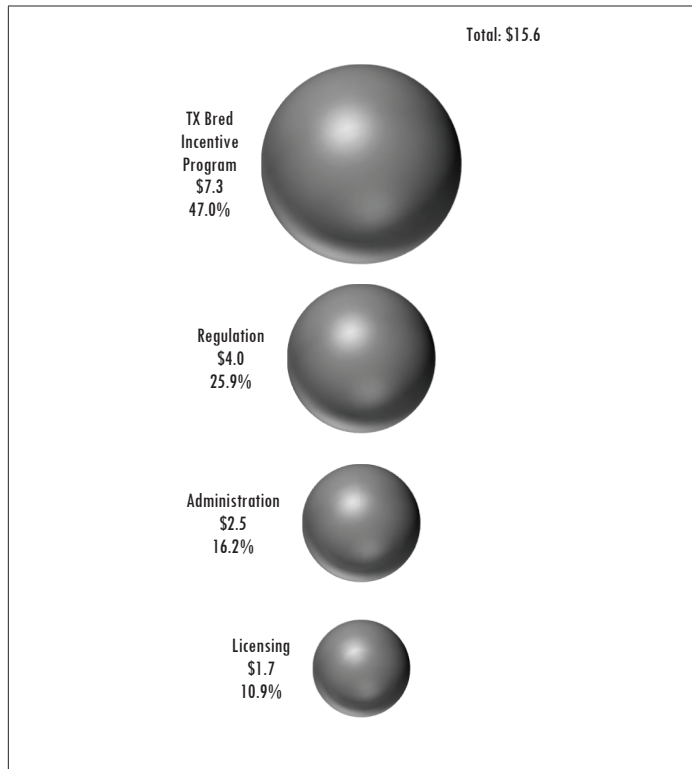 Total: $15.6
TX Bred
Incentive
Program
$7.3
47.0%
Regulation
$4.0
25.9%
Administration
$2.5
16.2%
Licensing
$1.7
10.9%